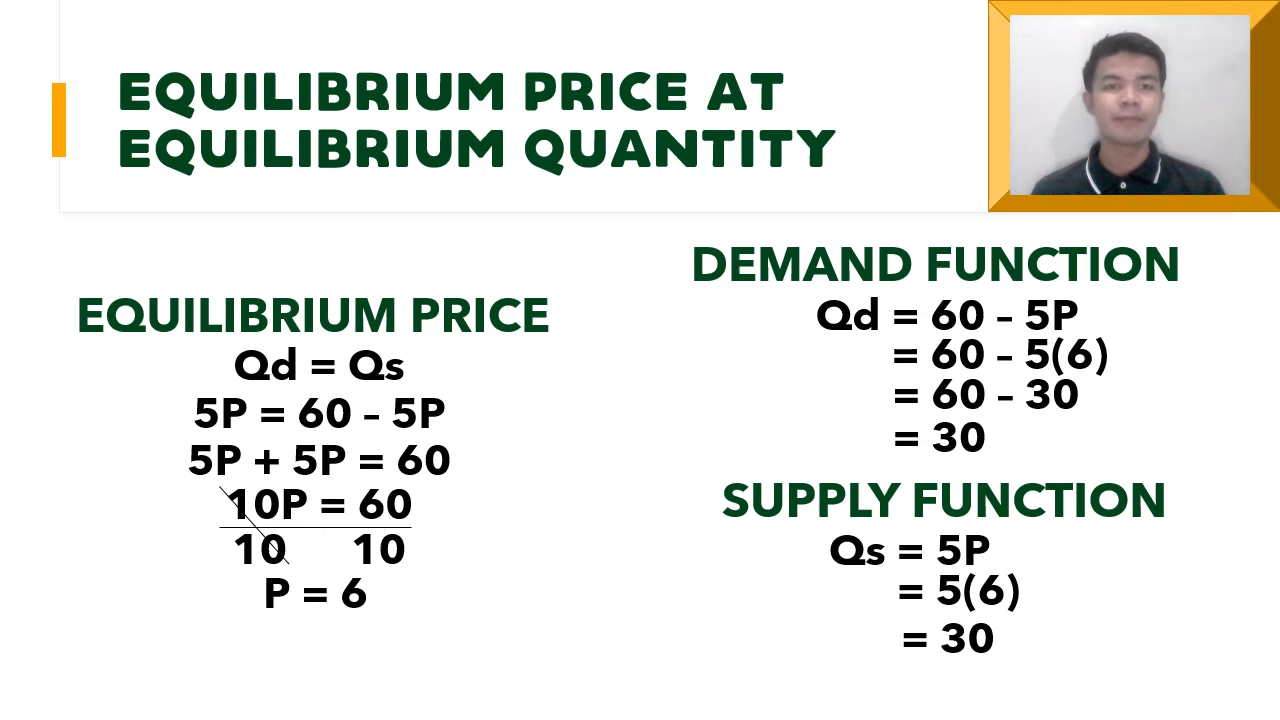 EQUILIBRIUM PRICE AT
EQUILIBRIUM QUANTITY
EQUILIBRIUM PRICE
Qd = Qs
5P = 60 – 5P
5P + 5P = 60
10P = 60
10 10
P = 6
DEMAND FUNCTION
Qd = 60 – 5P
= 60 – 5(6)
= 60 – 30
= 30
SUPPLY FUNCTION
Qs = 5P
= 5(6)
= 30